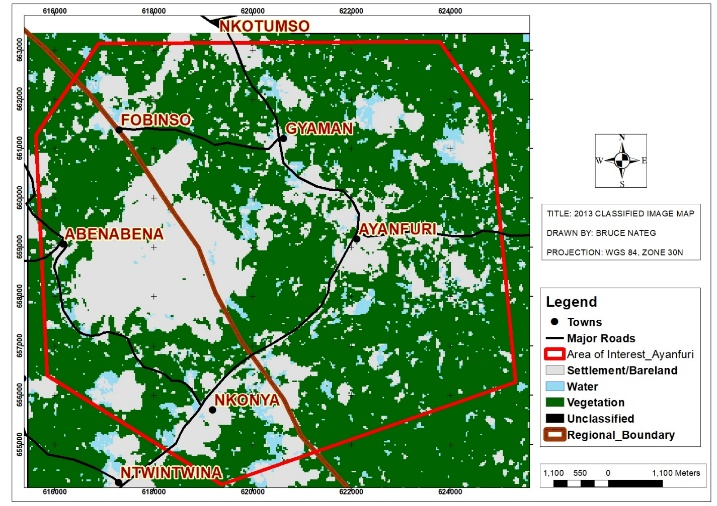 616000 618000 620000 622000 624000
NKOTUMSO
663000
662000
FOBINSO
GYAMAN
661000
660000
ABENABENA
AYANFURI
659000
658000
657000
656000
NKONYA
655000
NTWINTWINA
616000 618000 620000 622000 624000
N
W E
S
TITLE: 2013 CLASSIFIED IMAGE MAP
DRAWN BY: BRUCE NATEG
PROJECTION: WGS 84, ZONE 30N
Legend
Towns
Major Roads
Area of Interest_Ayanfuri
Settlement/Bareland
Water
Vegetation
Unclassified
Regional_Boundary
1,100 550 0 1,100 Meters